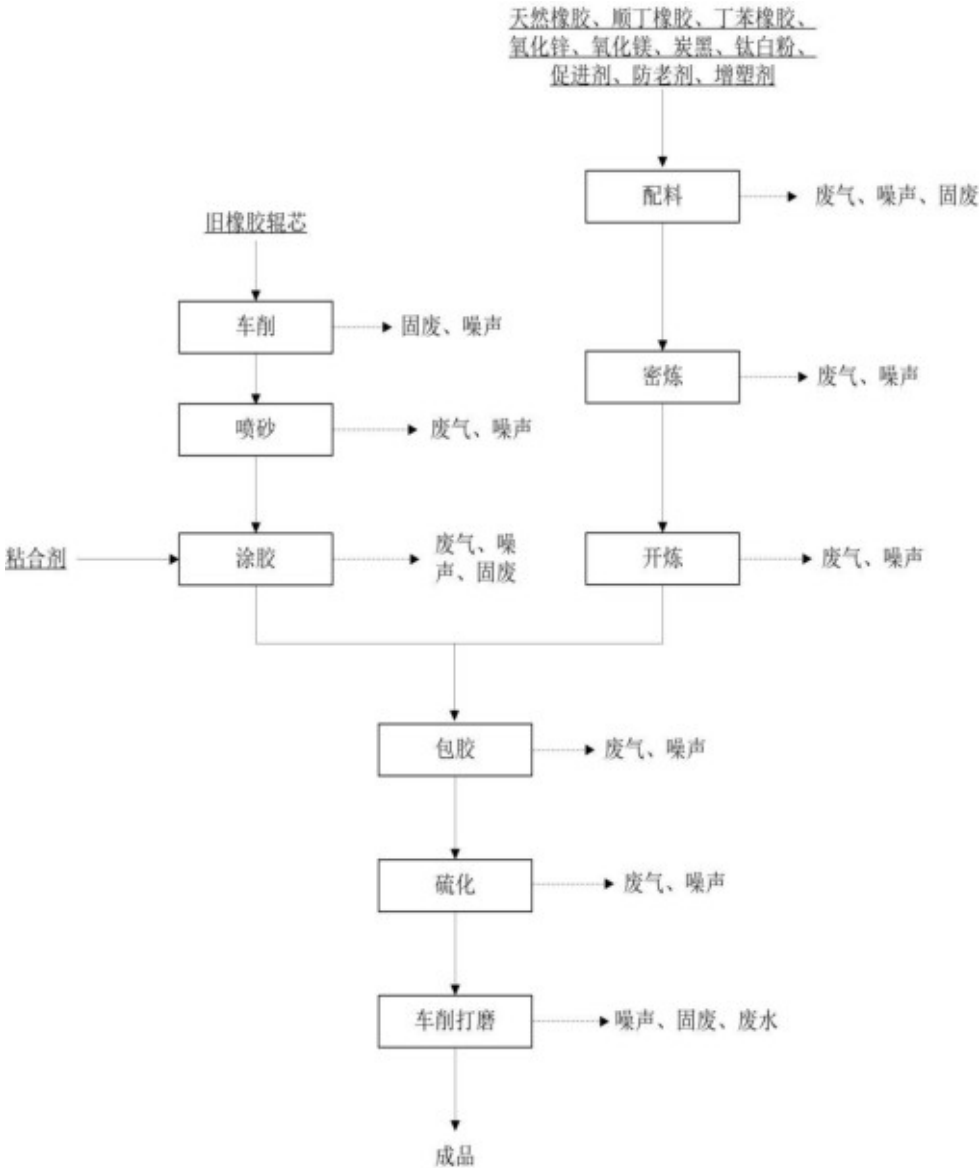 天然橡胶、顺丁橡胶、丁苯橡胶、
氧化锌、氧化镁、炭黑、钛白粉、
促进剂、防老剂、增塑剂
配料
废气、噪声、固废
旧橡胶辊芯
车削
固废、噪声
密炼
废气、噪声
喷砂
废气、噪声
粘合剂
涂胶
废气、噪
声、固废
开炼
废气、噪声
包胶
废气、噪声
硫化
废气、噪声
车削打磨
噪声、固废、废水
成品